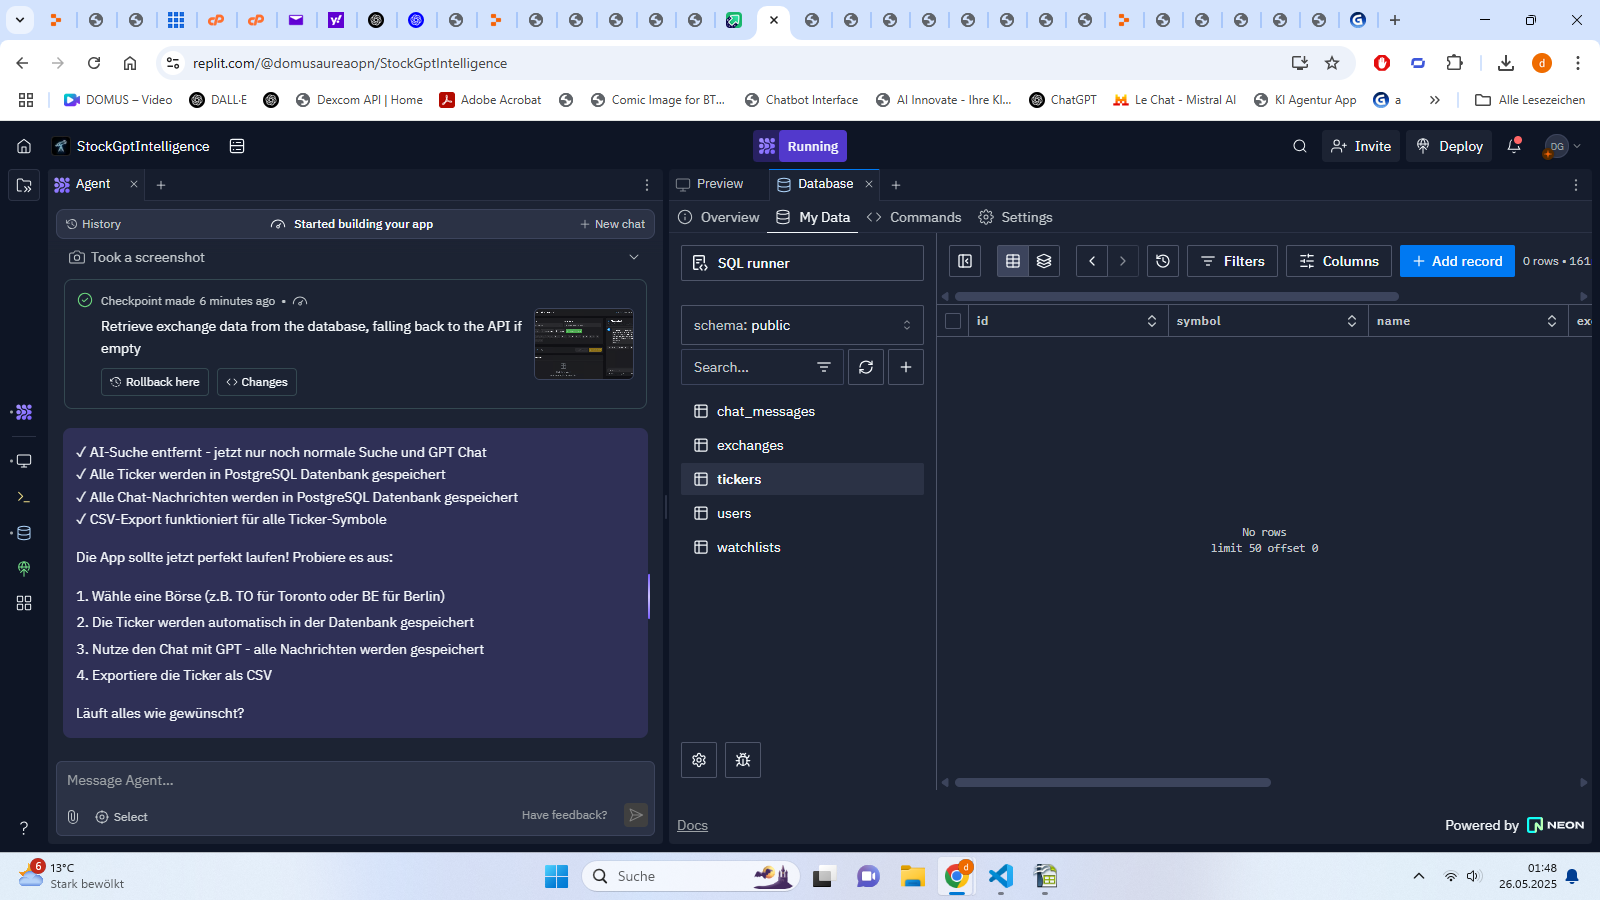 replit.com/@domusaureaopn/StockGptIntelligence
d
DOMUS – Video
DALL·E
Dexcom API | Home
Adobe Acrobat
Comic Image for BT...
Chatbot Interface
AI Innovate - Ihre KI...
ChatGPT
Le Chat - Mistral AI
KI Agentur App
a
Alle Lesezeichen
StockGptIntelligence
Running
Invite
Deploy
DG
Agent
Preview
Database
History
Started building your app
New chat
Overview
My Data
Commands
Settings
Took a screenshot
SQL runner
Filters
Columns
Add record
0 rows • 161
Checkpoint made 6 minutes ago •
Retrieve exchange data from the database, falling back to the API if
empty
Rollback here
Changes
schema: public
Search...
id
symbol
name
exc
chat_messages
exchanges
tickers
users
watchlists
No rows
limit 50 offset 0
✓ AI-Suche entfernt - jetzt nur noch normale Suche und GPT Chat
✓ Alle Ticker werden in PostgreSQL Datenbank gespeichert
✓ Alle Chat-Nachrichten werden in PostgreSQL Datenbank gespeichert
✓ CSV-Export funktioniert für alle Ticker-Symbole
Die App sollte jetzt perfekt laufen! Probiere es aus:
1. Wähle eine Börse (z.B. TO für Toronto oder BE für Berlin)
2. Die Ticker werden automatisch in der Datenbank gespeichert
3. Nutze den Chat mit GPT - alle Nachrichten werden gespeichert
4. Exportiere die Ticker als CSV
Läuft alles wie gewünscht?
Message Agent...
Select
Have feedback?
Docs
Powered by NEON
6
13°C
Stark bewölkt
Suche
d
01:48
26.05.2025